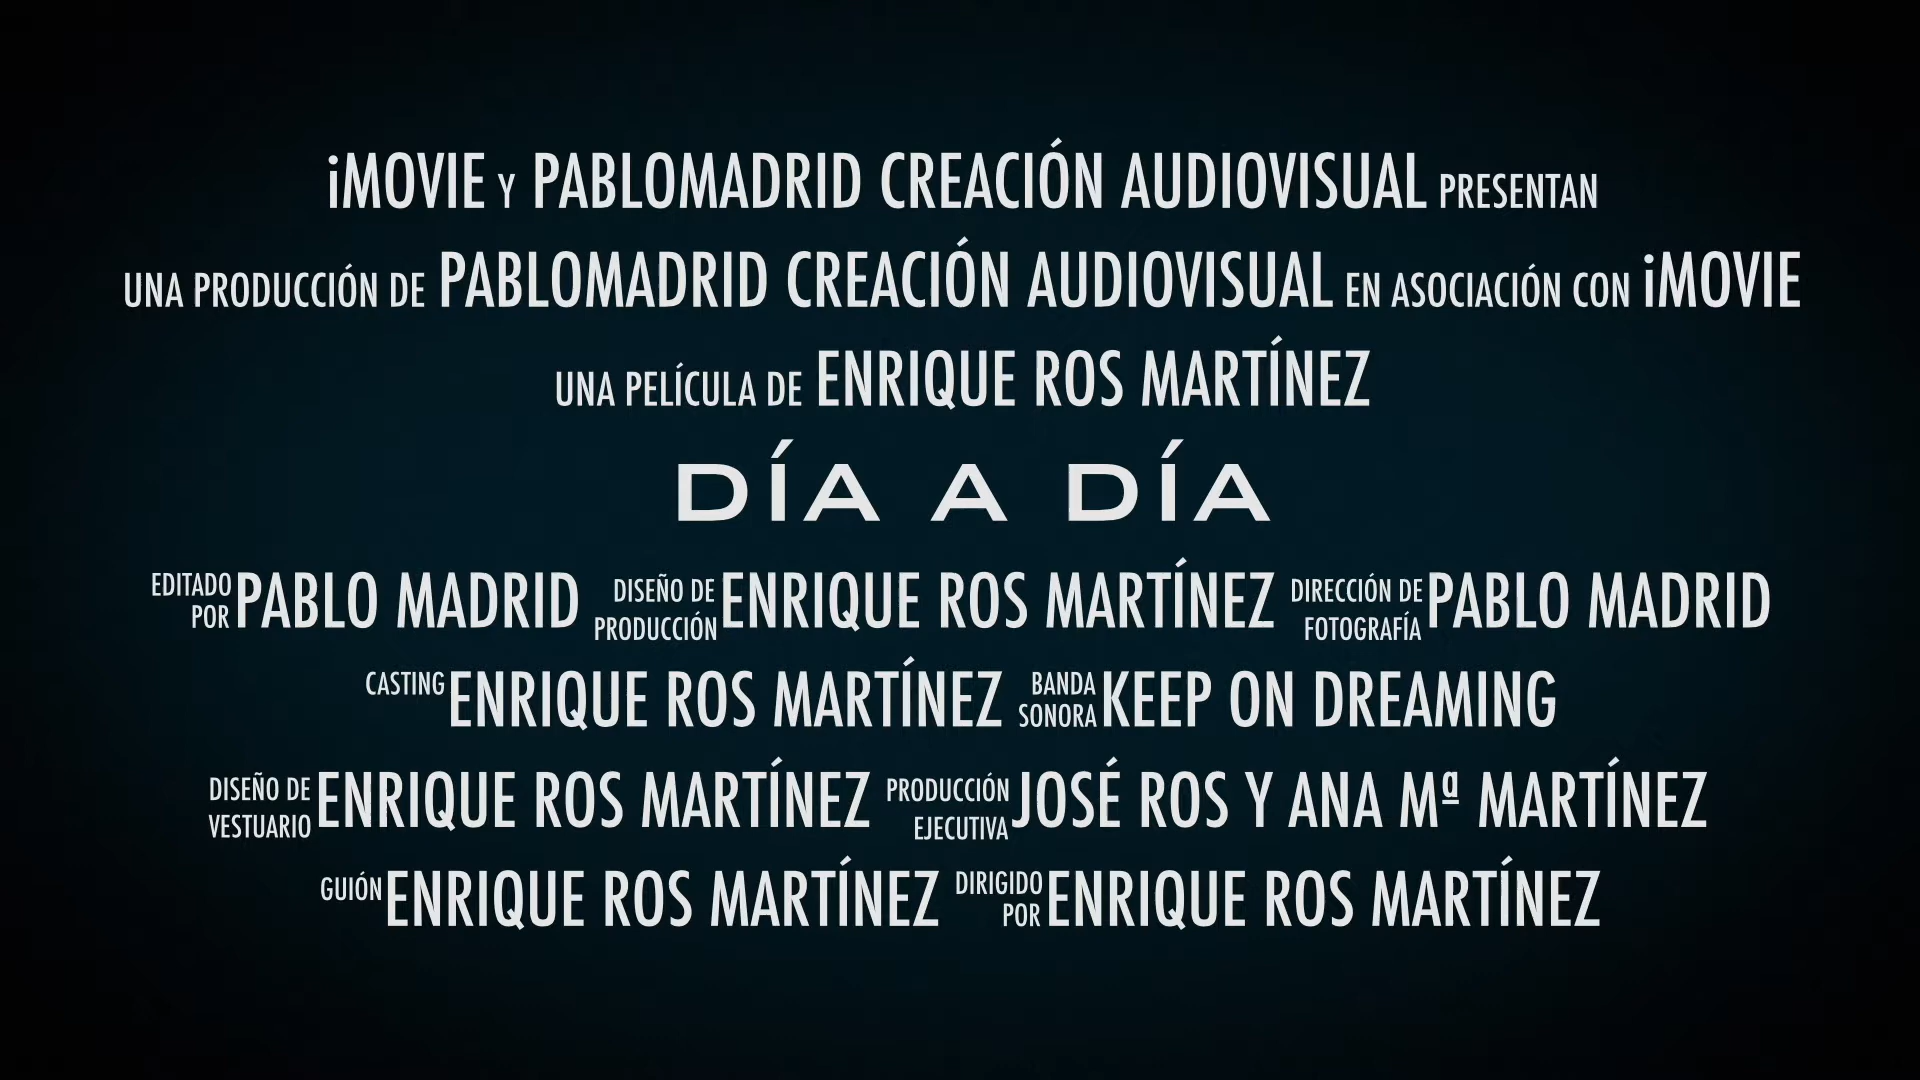 iMOVIE Y PABLOMADRID CREACIÓN AUDIOVISUAL PRESENTAN
UNA PRODUCCIÓN DE PABLOMADRID CREACIÓN AUDIOVISUAL EN ASOCIACIÓN CON iMOVIE
UNA PELÍCULA DE ENRIQUE ROS MARTÍNEZ
DÍA A DÍA
EDITADO POR PABLO MADRID DISEÑO DE PRODUCCIÓN ENRIQUE ROS MARTÍNEZ DIRECCIÓN DE FOTOGRAFÍA PABLO MADRID
CASTING ENRIQUE ROS MARTÍNEZ BANDA SONORA KEEP ON DREAMING
DISEÑO DE VESTUARIO ENRIQUE ROS MARTÍNEZ PRODUCCIÓN EJECUTIVA JOSÉ ROS Y ANA Mª MARTÍNEZ
GUIÓN ENRIQUE ROS MARTÍNEZ DIRIGIDO POR ENRIQUE ROS MARTÍNEZ